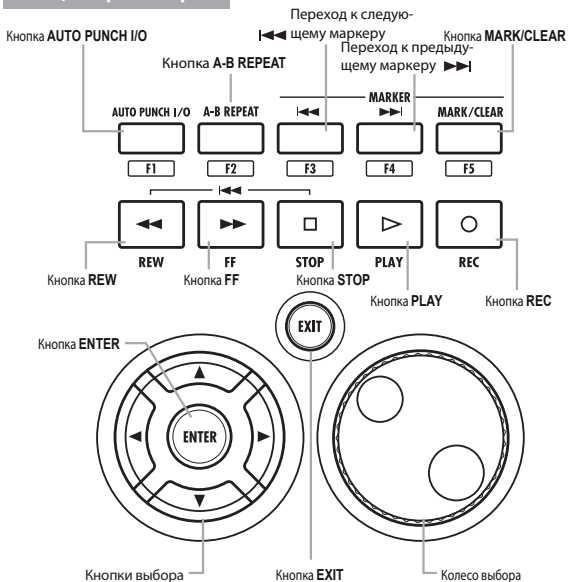 Переход к следую-
щему маркеру
Кнопка AUTO PUNCH I/O
Кнопка MARK/CLEAR
Переход к предыду-
щему маркеру
Кнопка A-B REPEAT
MARKER
AUTO PUNCH I/O A-B REPEAT MARK/CLEAR
F1 F2 F3 F4 F5
REW FF STOP PLAY REC
Кнопка REW Кнопка FF Кнопка STOP
Кнопка PLAY Кнопка REC
EXIT
Кнопка ENTER
ENTER
Кнопки выбора Кнопка EXIT Колесо выбора